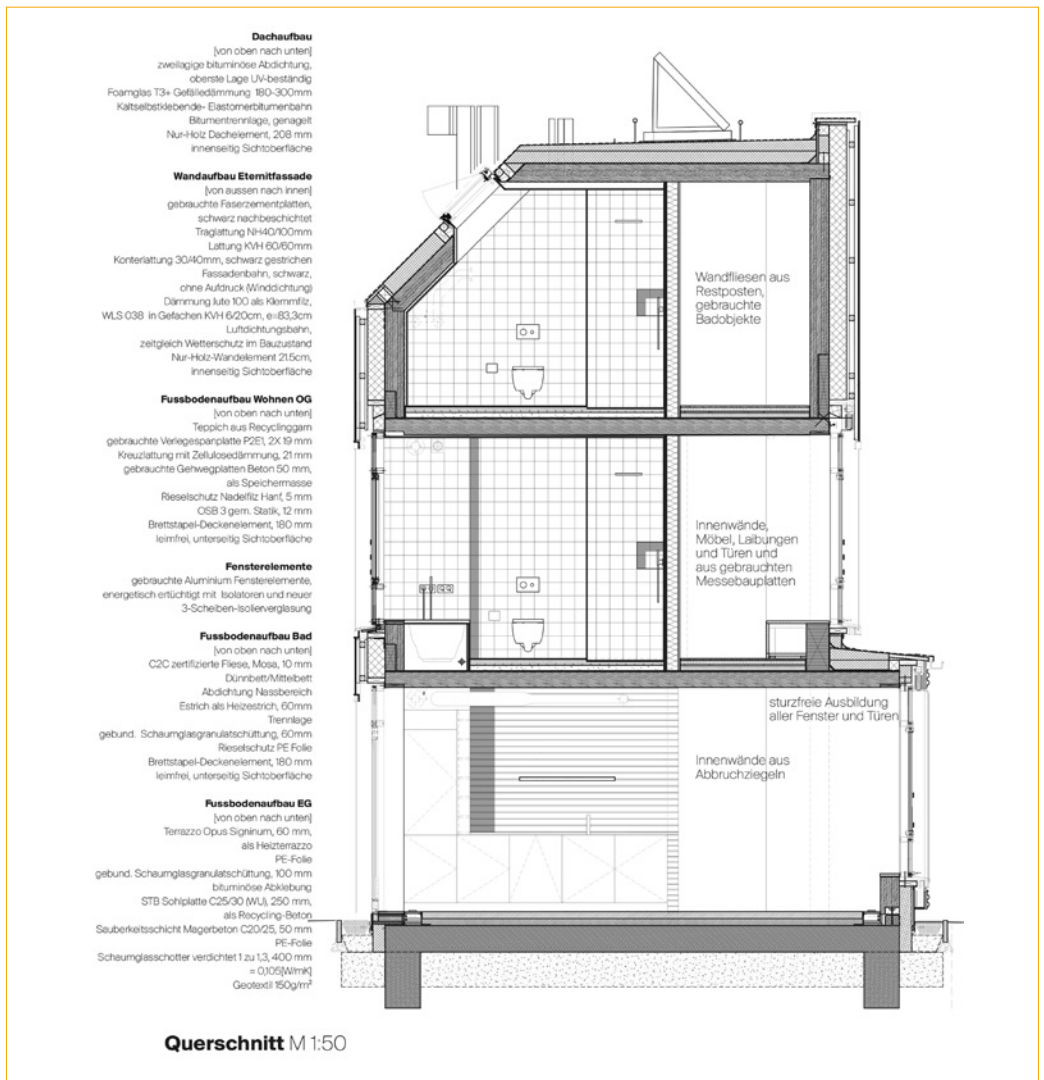 Dachaufbau
[von oben nach unten]
zweilagige bituminöse Abdichtung,
oberste Lage UV-beständig
Foamglas T3+ Gefälledämmung 180-300mm
Kaltselbstklebende- Elastomerbitumenbahn
Bitumentrennlage, genagelt
Nur-Holz Dachelement, 208 mm
innenseitig Sichtoberfläche
Wandaufbau Eternitfassade
[von aussen nach innen]
gebrauchte Faserzementplatten,
schwarz nachbeschichtet
Traglattung NH40/100mm
Lattung KVH 60/60mm
Konterlattung 30/40mm, schwarz gestrichen
Fassadenbahn, schwarz,
ohne Aufdruck (Winddichtung)
Dämmung Jute 100 als Klemmfilz,
WLS 038 in Gefachen KVH 6/20cm, e=83,3cm
Luftdichtungsbahn,
zeitgleich Wetterschutz im Bauzustand
Nur-Holz-Wandelement 21.5cm,
innenseitig Sichtoberfläche
Fussbodenaufbau Wohnen OG
[von oben nach unten]
Teppich aus Recyclinggarn
gebrauchte Verlegespanplatte P2E1, 2X 19 mm
Kreuzlattung mit Zellulosedämmung, 21 mm
gebrauchte Gehwegplatten Beton 50 mm,
als Speichermasse
Rieselschutz Nadelfilz Hanf, 5 mm
OSB 3 gem. Statik, 12 mm
Brettstapel-Deckenelement, 180 mm
leimfrei, unterseitig Sichtoberfläche
Fensterelemente
gebrauchte Aluminium Fensterelemente,
energetisch ertüchtigt mit Isolatoren und neuer
3-Scheiben-Isolierverglasung
Fussbodenaufbau Bad
[von oben nach unten]
C2C zertifizierte Fliese, Mosa, 10 mm
Dünnbett/Mittelbett
Abdichtung Nassbereich
Estrich als Heizestrich, 60mm
Trennlage
gebund. Schaumglasgranulatschüttung, 60mm
Rieselschutz PE Folie
Brettstapel-Deckenelement, 180 mm
leimfrei, unterseitig Sichtoberfläche
Fussbodenaufbau EG
[von oben nach unten]
Terrazzo Opus Signinum, 60 mm,
als Heizterrazzo
PE-Folie
gebund. Schaumglasgranulatschüttung, 100 mm
bituminöse Abklebung
STB Sohlplatte C25/30 (WU), 250 mm,
als Recycling-Beton
Sauberkeitsschicht Magerbeton C20/25, 50 mm
PE-Folie
Schaumglasschotter verdichtet 1 zu 1,3, 400 mm
= 0,105[W/mK]
Geotextil 150g/m²
Wandfliesen aus
Restposten,
gebrauchte
Badobjekte
Innenwände,
Möbel, Laibungen
und Türen und
aus gebrauchten
Messebauplatten
sturzfreie Ausbildung
aller Fenster und Türen
Innenwände aus
Abbruchziegeln
Querschnitt M 1:50